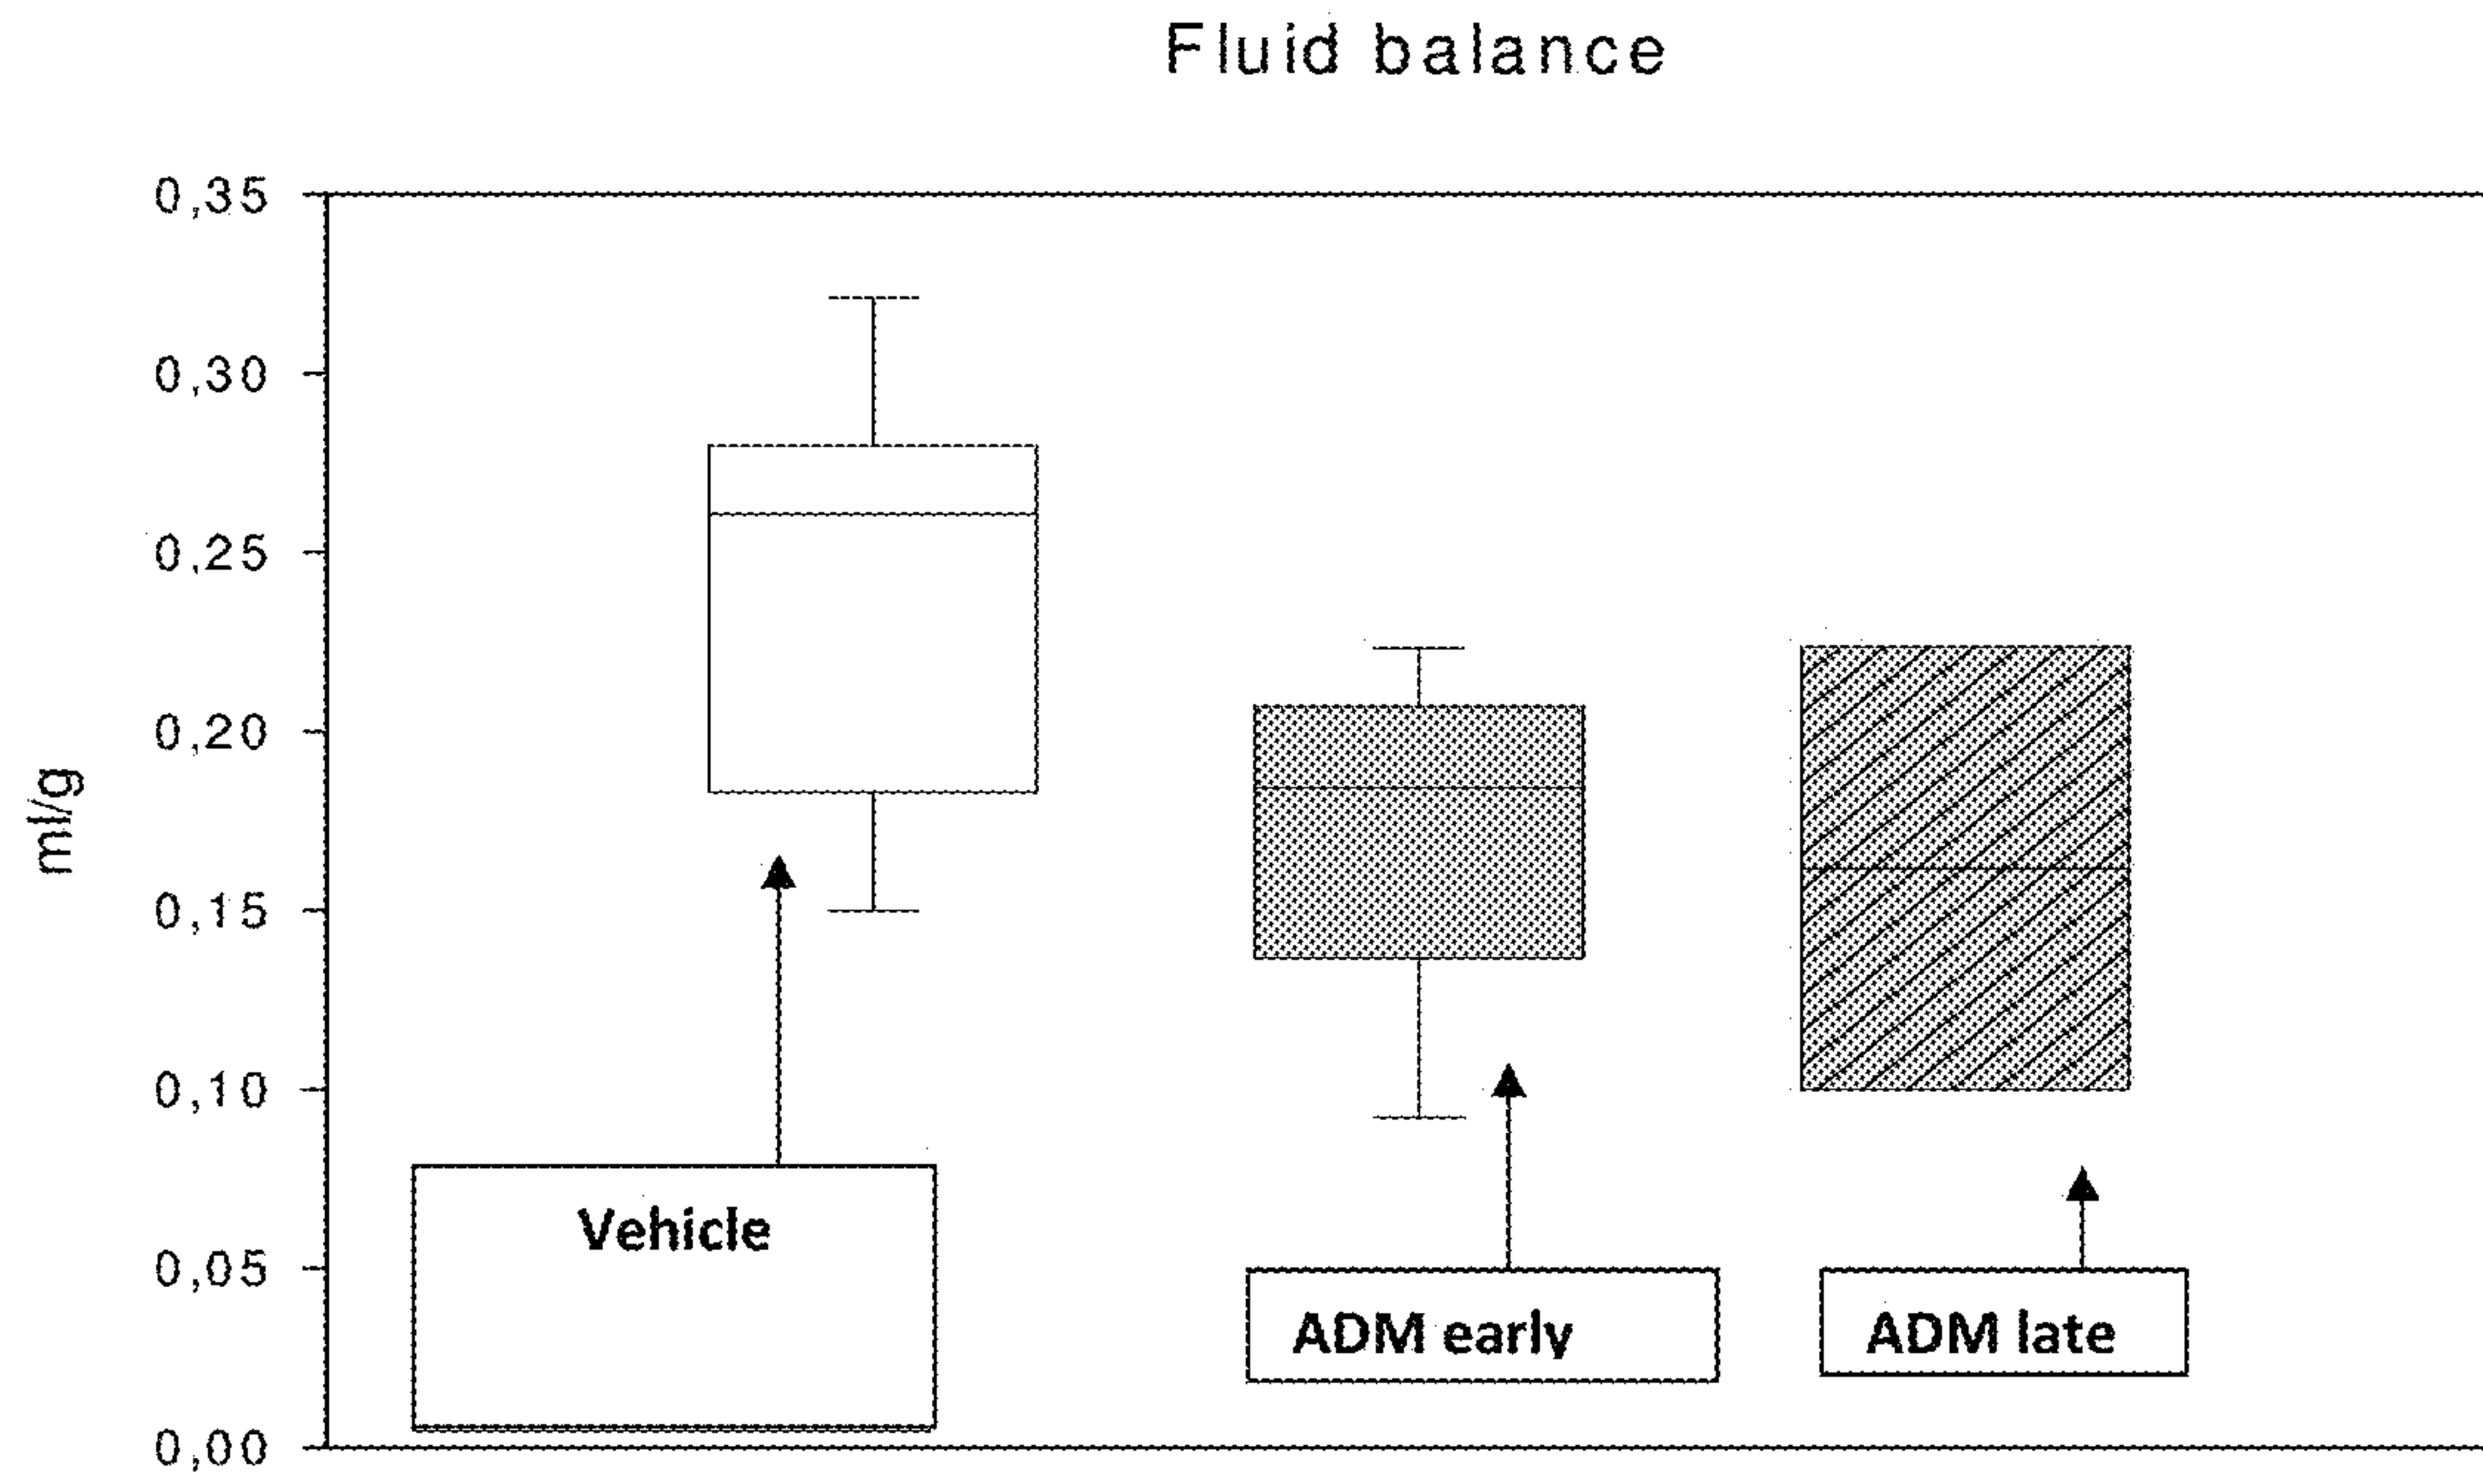 Fluid balance
0,35
0,30
0,25
0,20
0,15
0,10
0,05
0,00
ml/g
Vehicle
ADM early
ADM late